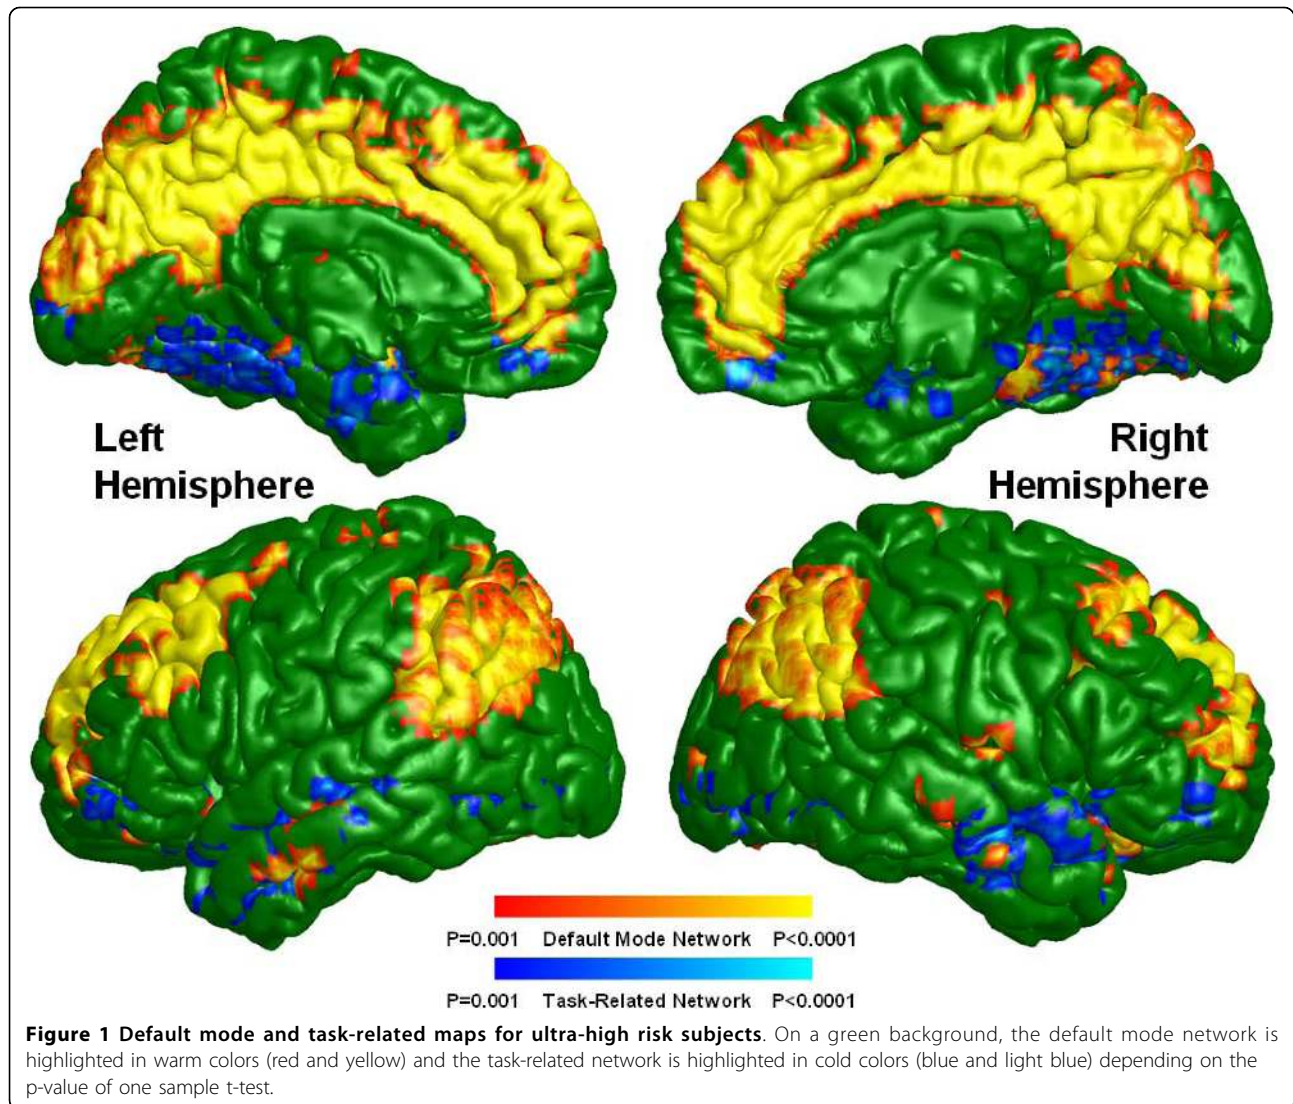 Left
Hemisphere
Right
Hemisphere
P=0.001 Default Mode Network P<0.0001
P=0.001 Task-Related Network P<0.0001
Figure 1 Default mode and task-related maps for ultra-high risk subjects. On a green background, the default mode network is
highlighted in warm colors (red and yellow) and the task-related network is highlighted in cold colors (blue and light blue) depending on the
p-value of one sample t-test.